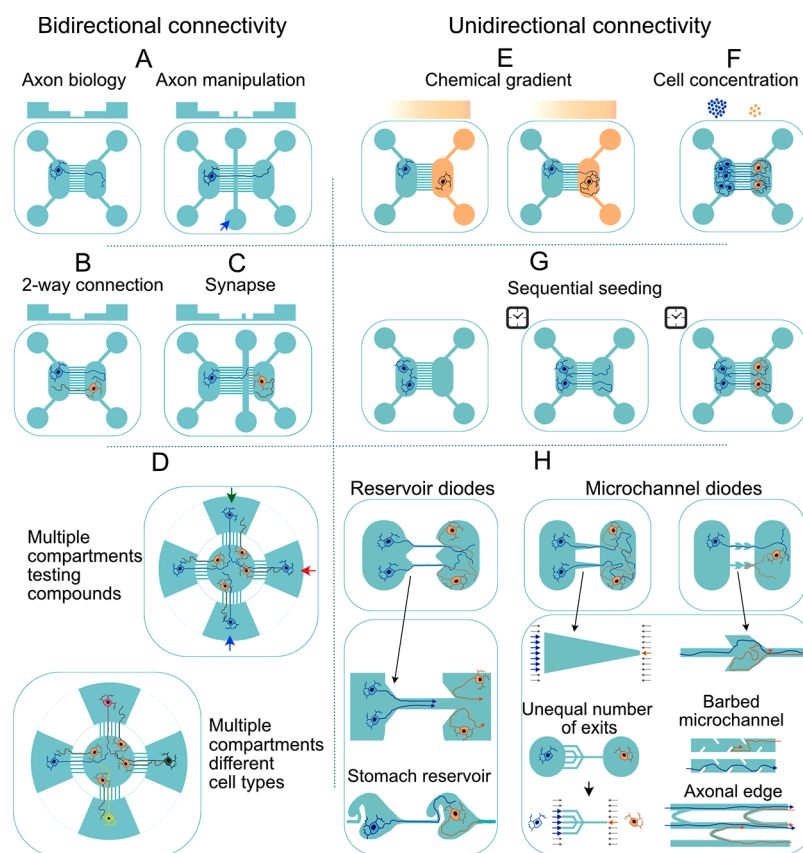 Bidirectional connectivity
Unidirectional connectivity
A
Axon biology
Axon manipulation
E
Chemical gradient
F
Cell concentration
B
2-way connection
C
Synapse
G
Sequential seeding
D
Multiple
compartments
testing
compounds
Multiple
compartments
different
cell types
H
Reservoir diodes
Microchannel diodes
Stomach reservoir
Unequal number
of exits
Barbed
microchannel
Axonal edge